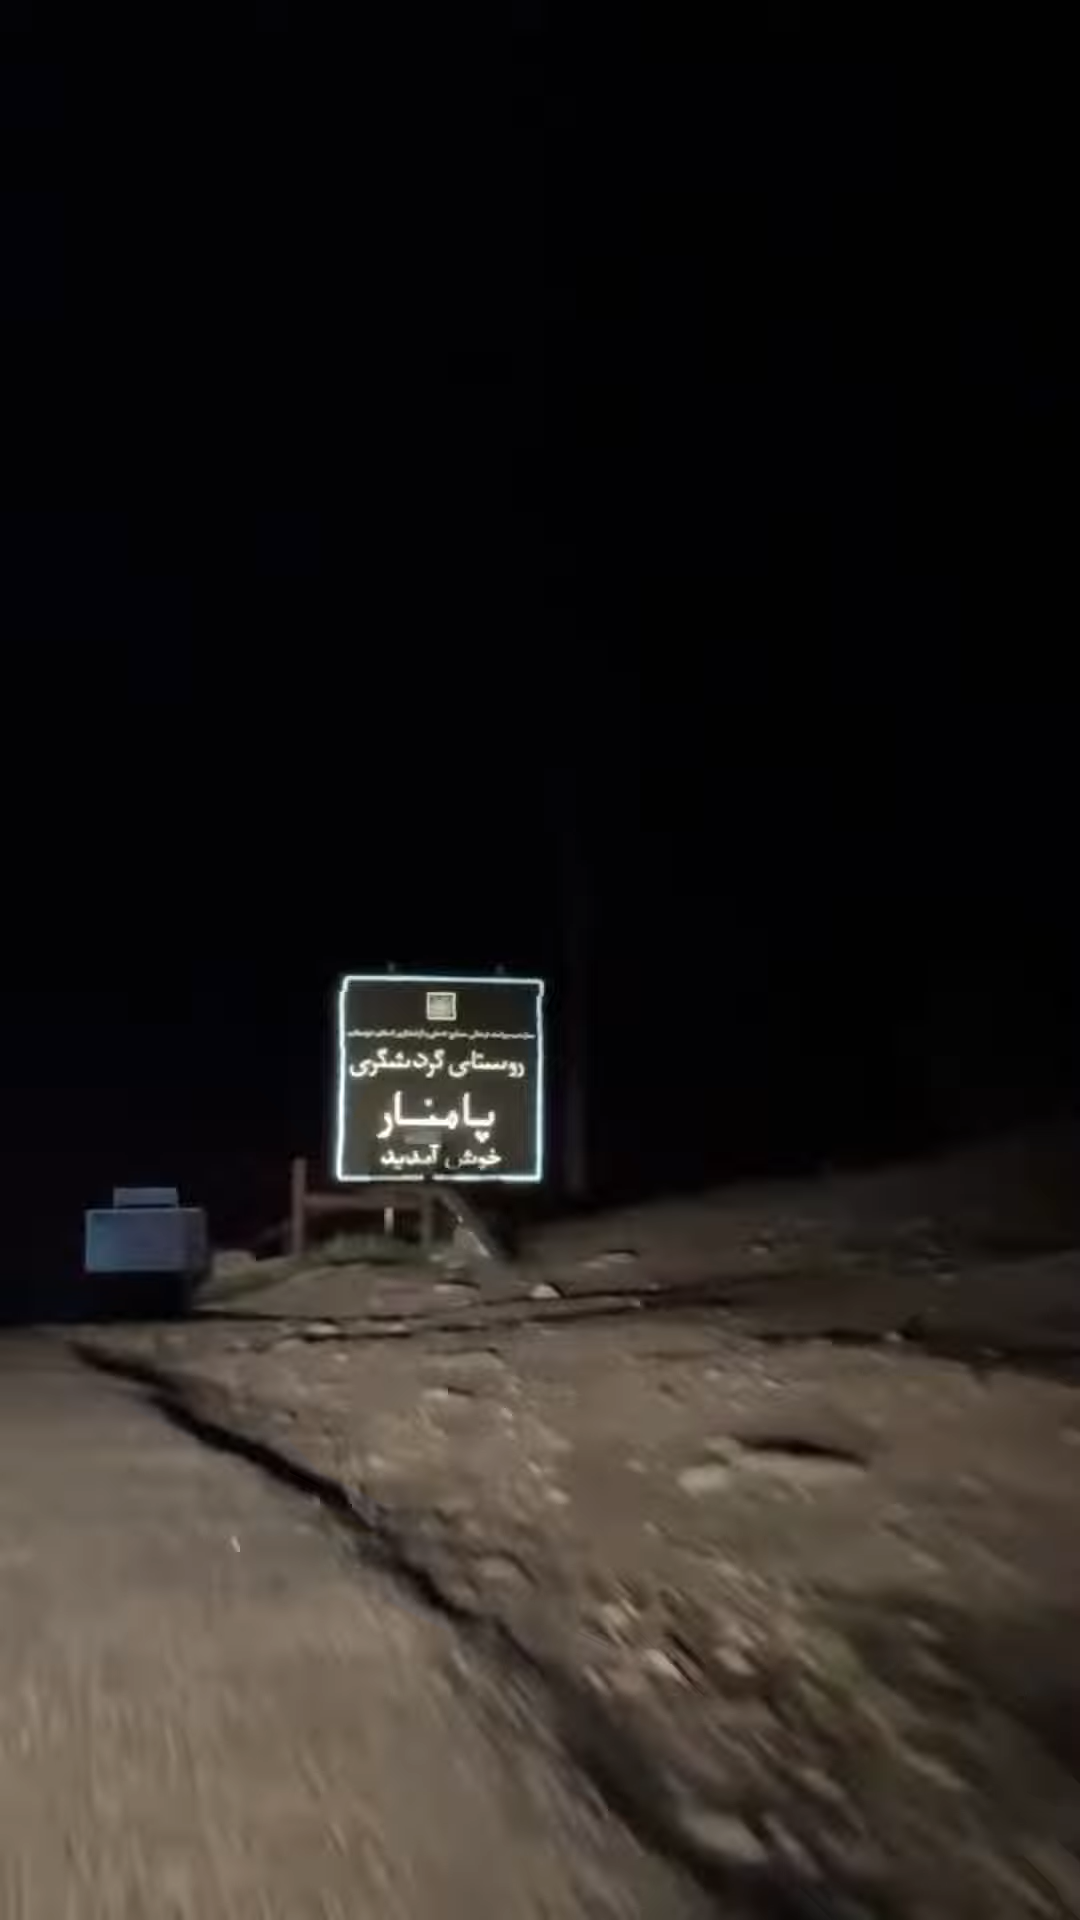 روستای گردشگری
پامنار
خوش آمدید